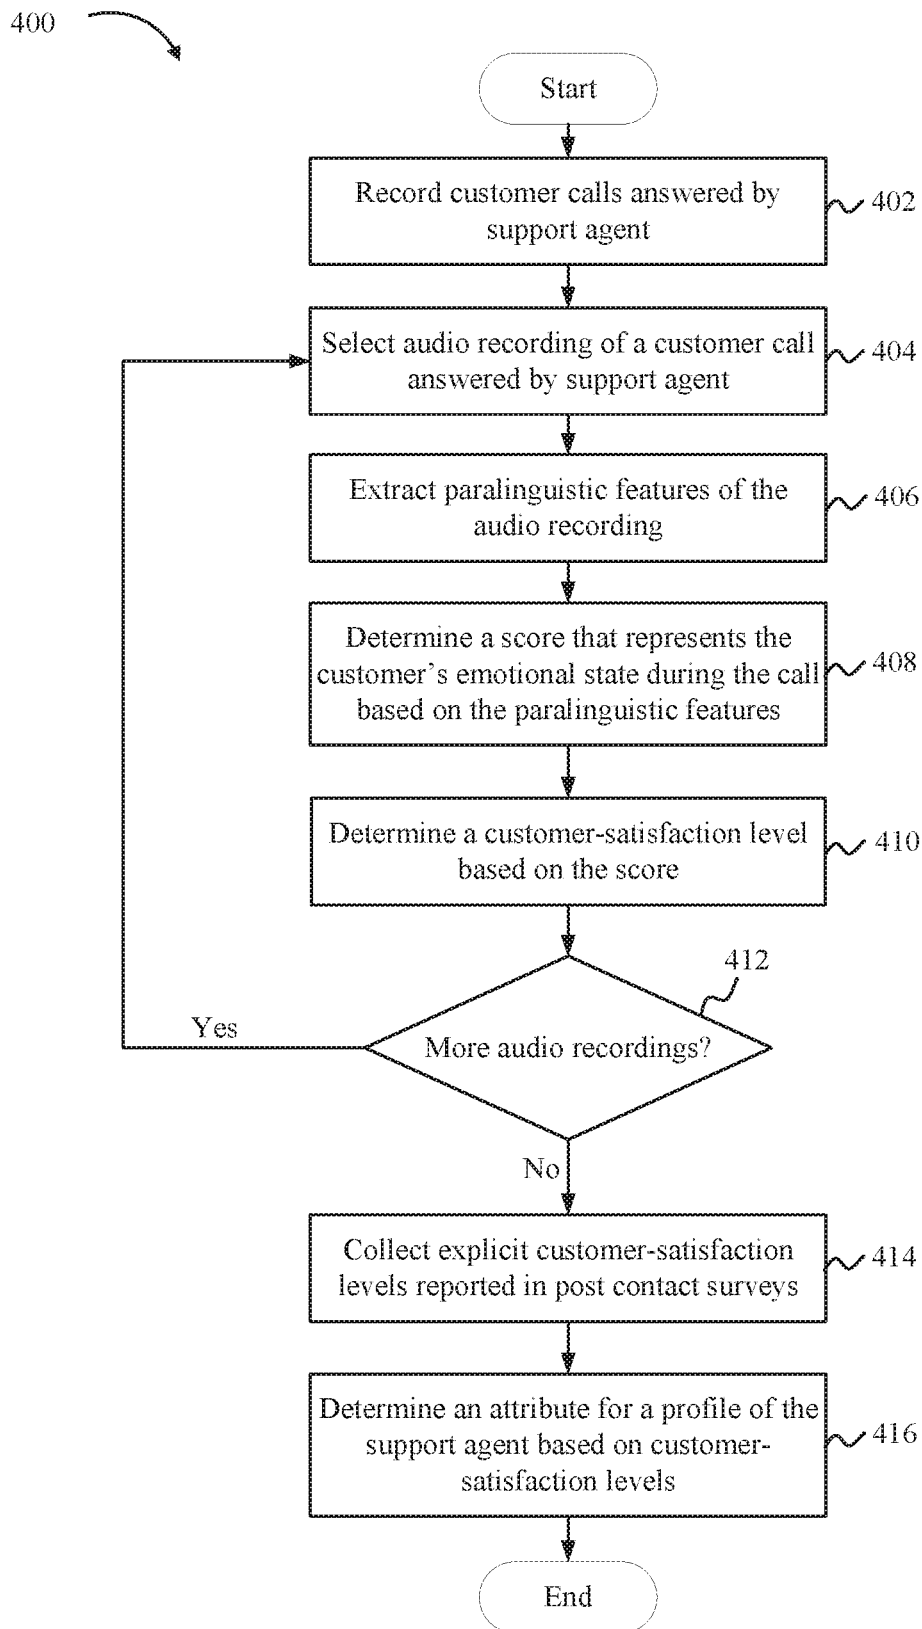 400
Start
Record customer calls answered by
support agent
402
Select audio recording of a customer call
answered by support agent
404
Extract paralinguistic features of the
audio recording
406
Determine a score that represents the
customer's emotional state during the call
based on the paralinguistic features
408
Determine a customer-satisfaction level
based on the score
410
412
More audio recordings?
Yes
No
Collect explicit customer-satisfaction
levels reported in post contact surveys
414
Determine an attribute for a profile of the
support agent based on customer-
satisfaction levels
416
End